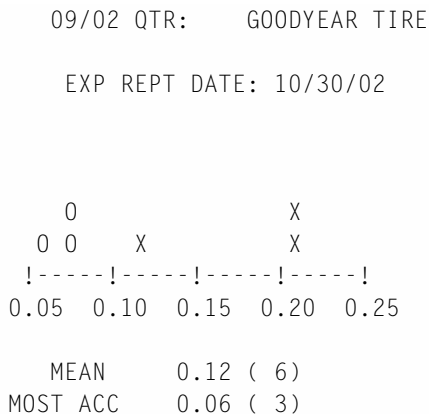 09/02 QTR: GOODYEAR TIRE
EXP REPT DATE: 10/30/02
O X
O O X X
!-----!-----!-----!-----!
0.05 0.10 0.15 0.20 0.25
MEAN 0.12 ( 6)
MOST ACC 0.06 ( 3)